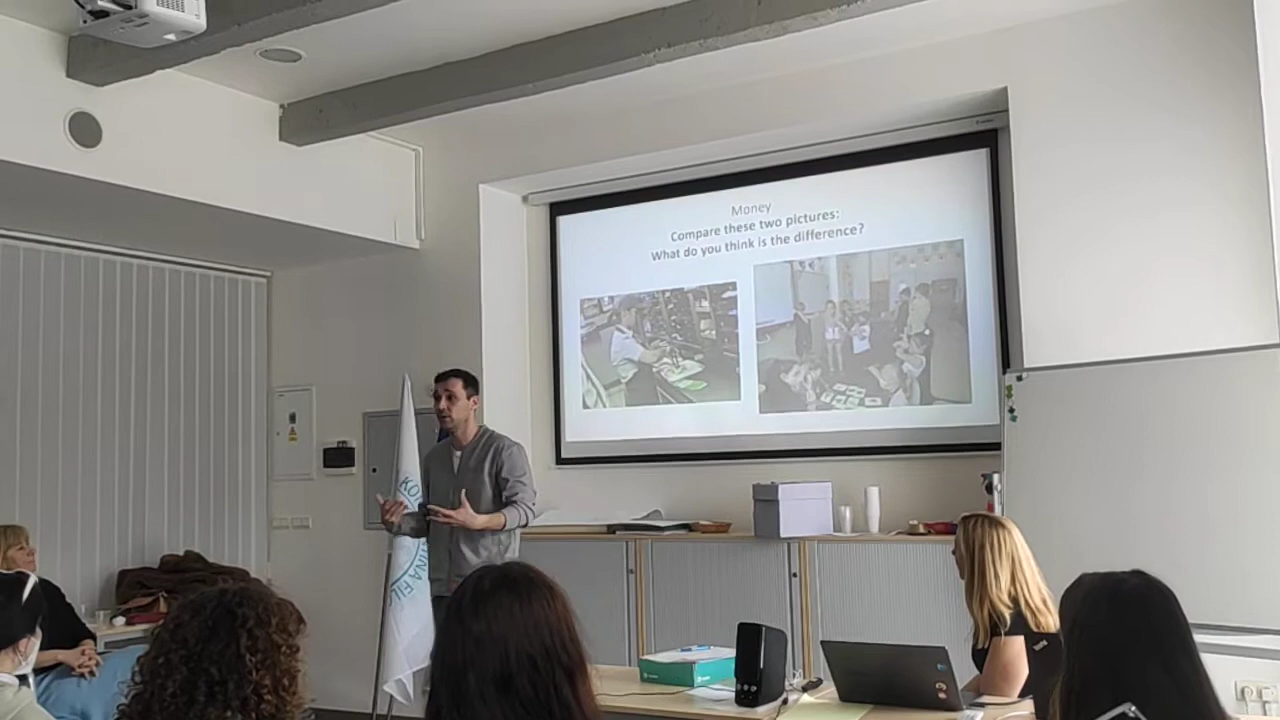 Money
Compare these two pictures:
What do you think is the difference?